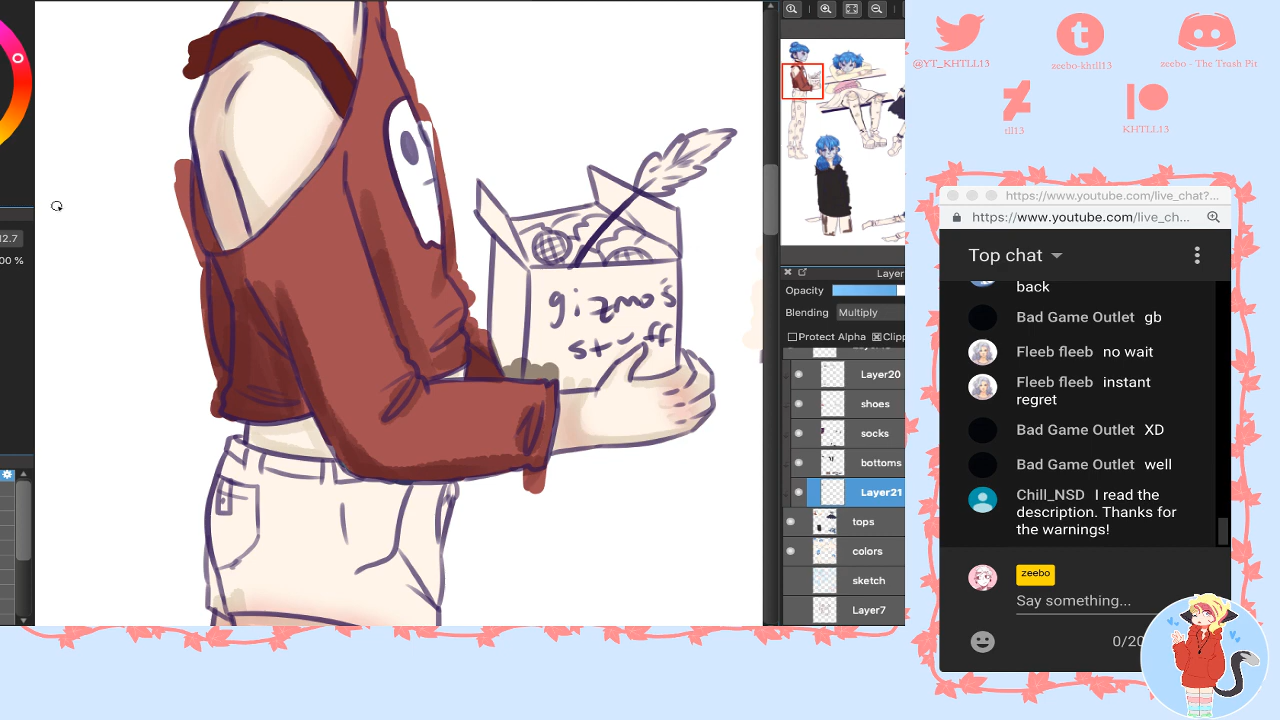 @YT_KHTLL13
zeebo-khtll13
zeebo - The Trash Pit
tll13
KHTLL13
gizmo's
stuff
12.7
00 %
Layer
Opacity
Blending Multiply
Protect Alpha Clipp
Layer20
shoes
socks
bottoms
Layer21
tops
colors
sketch
Layer7
https://www.youtube.com/live_chat?...
https://www.youtube.com/live_ch...
Top chat
back
Bad Game Outlet gb
Fleeb fleeb no wait
Fleeb fleeb instant
regret
Bad Game Outlet XD
Bad Game Outlet well
Chill_NSD I read the
description. Thanks for
the warnings!
zeebo
Say something...
0/20